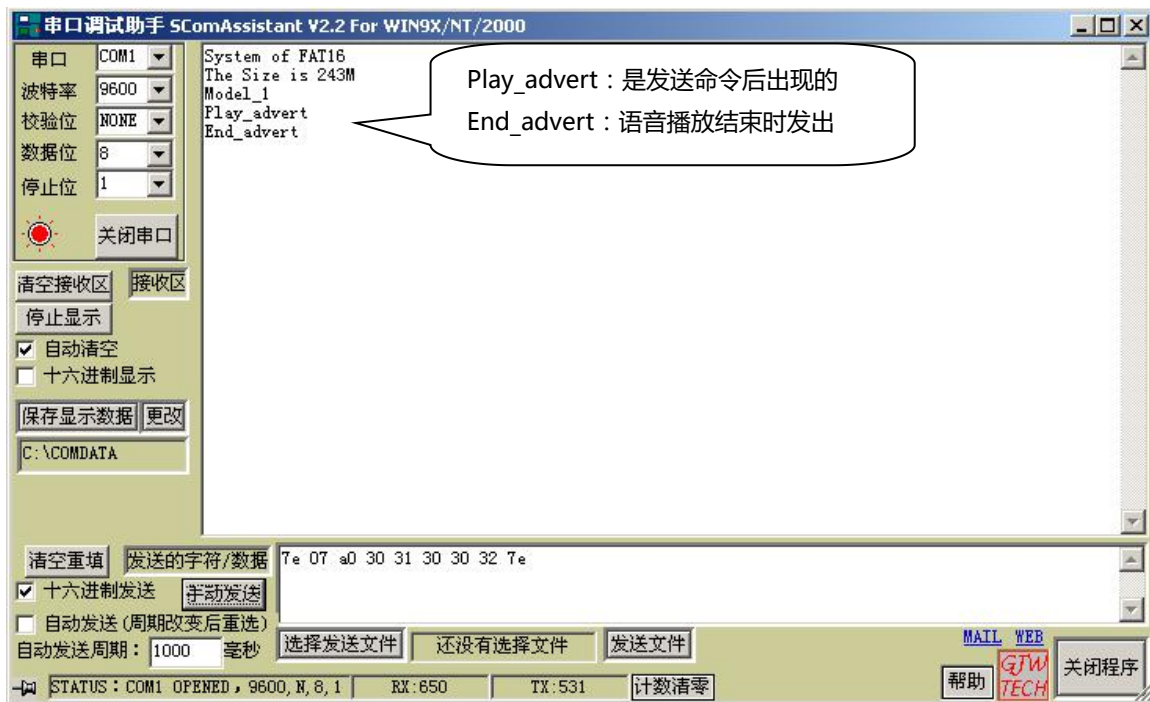 串口调试助手 SComAssistant V2.2 For WIN9X/NT/2000
串口 COM1
波特率 9600
校验位 NONE
数据位 8
停止位 1
关闭串口
清空接收区 接收区
停止显示
自动清空
十六进制显示
保存显示数据 更改
C:\COMDATA
System of FAT16
The Size is 243M
Model_1
Play_advert
End_advert
Play_advert：是发送命令后出现的
End_advert：语音播放结束时发出
清空重填 发送的字符/数据 7e 07 a0 30 31 30 30 32 7e
十六进制发送 手动发送
自动发送(周期改变后重选)
自动发送周期： 1000 毫秒 选择发送文件 还没有选择文件 发送文件
MAIL WEB
STATUS：COM1 OPENED，9600,N,8,1 RX:650 TX:531 计数清零 帮助 GJW TECH 关闭程序